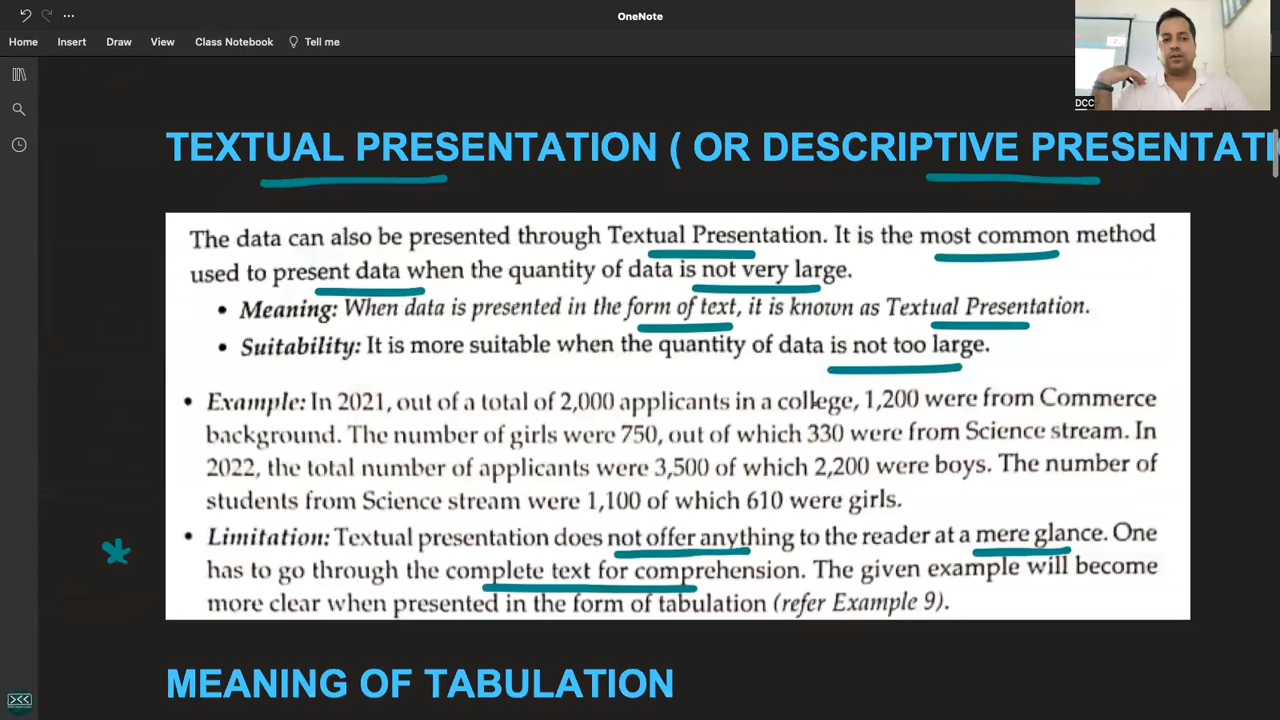 OneNote
Home Insert Draw View Class Notebook Tell me
DCC
TEXTUAL PRESENTATION ( OR DESCRIPTIVE PRESENTATI
The data can also be presented through Textual Presentation. It is the most common method
used to present data when the quantity of data is not very large.
• Meaning: When data is presented in the form of text, it is known as Textual Presentation.
• Suitability: It is more suitable when the quantity of data is not too large.
• Example: In 2021, out of a total of 2,000 applicants in a college, 1,200 were from Commerce
background. The number of girls were 750, out of which 330 were from Science stream. In
2022, the total number of applicants were 3,500 of which 2,200 were boys. The number of
students from Science stream were 1,100 of which 610 were girls.
• Limitation: Textual presentation does not offer anything to the reader at a mere glance. One
has to go through the complete text for comprehension. The given example will become
more clear when presented in the form of tabulation (refer Example 9).
MEANING OF TABULATION